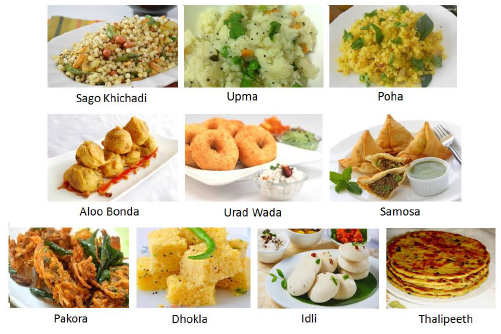 Sago Khichadi
Upma
Poha
Aloo Bonda
Urad Wada
Samosa
Pakora
Dhokla
Idli
Thalipeeth